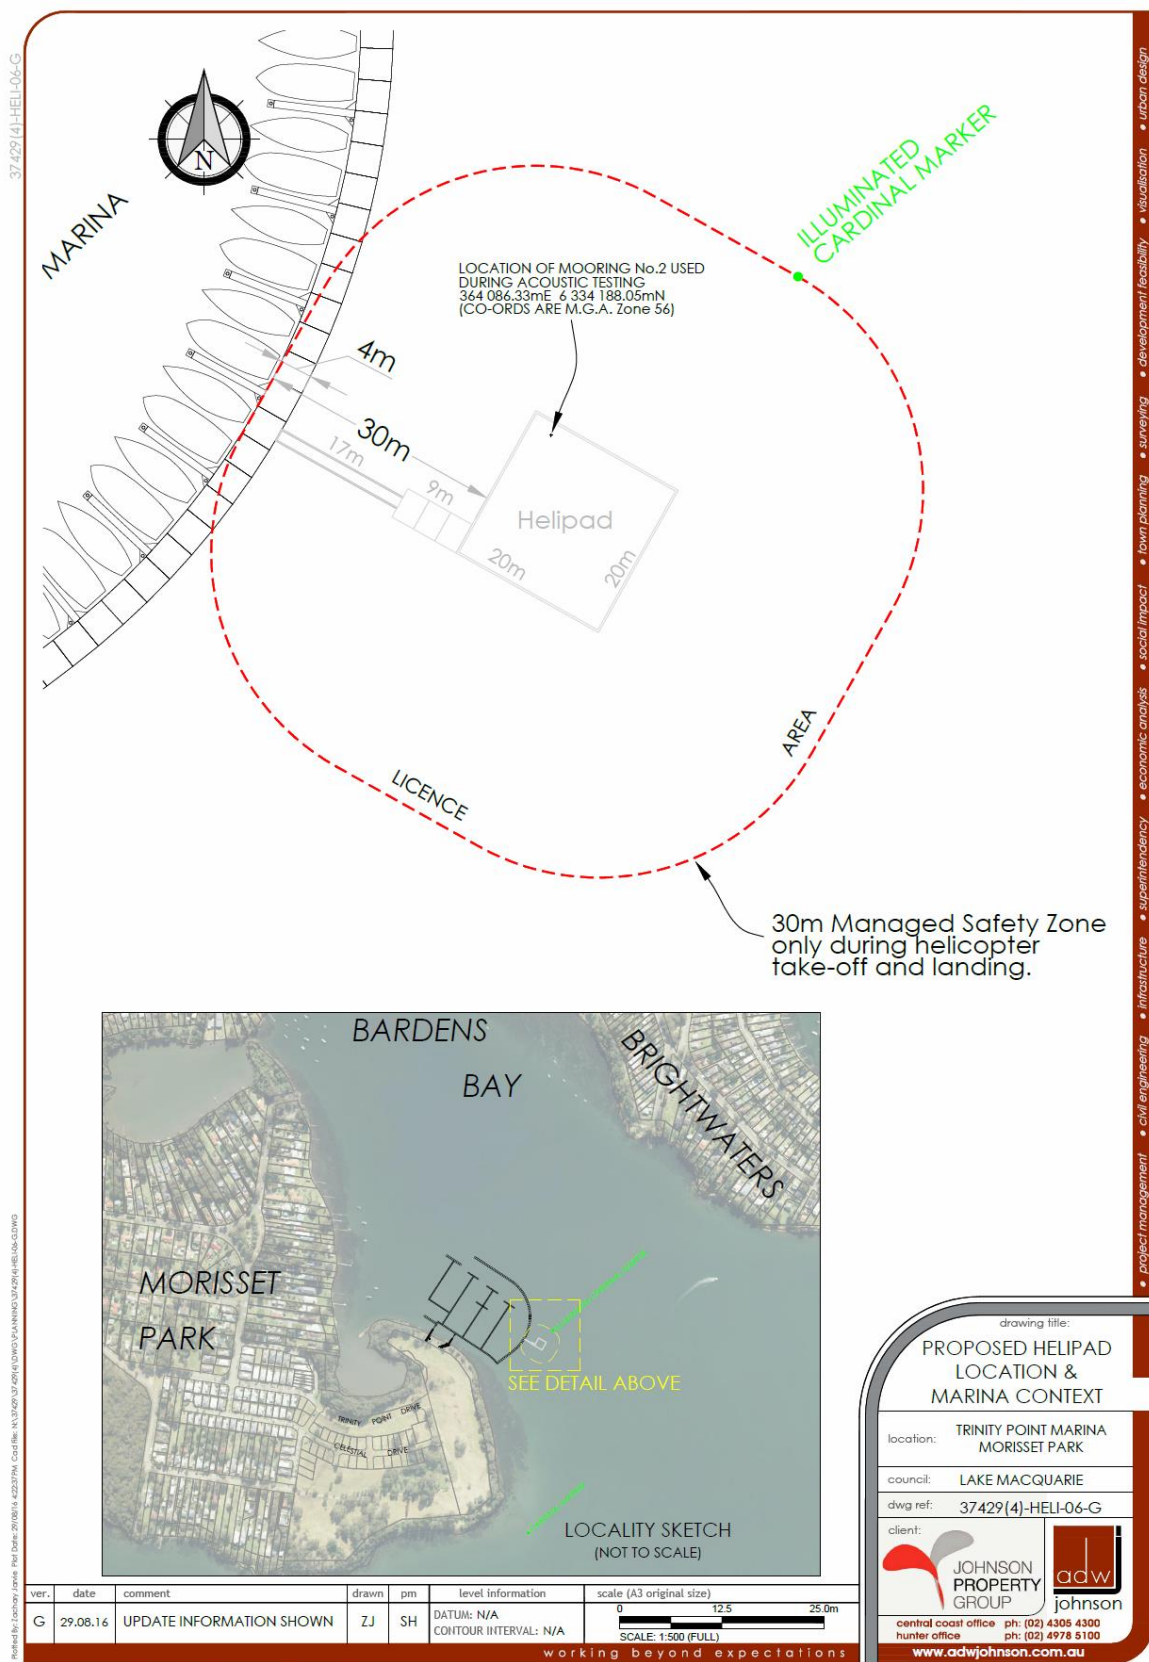 37429(4)-HELI-06-G
N
MARINA
ILLUMINATED
CARDINAL MARKER
LOCATION OF MOORING No.2 USED
DURING ACOUSTIC TESTING
364 086.33mE 6 334 188.05mN
(CO-ORDS ARE M.G.A. Zone 56)
4m
30m
17m
9m
Helipad
20m
20m
LICENCE
AREA
30m Managed Safety Zone
only during helicopter
take-off and landing.
BARDENS
BAY
BRIGHTWATERS
MORISSET
PARK
SEE DETAIL ABOVE
TRINITY POINT DRIVE
CELESTIAL DRIVE
LOCALITY SKETCH
(NOT TO SCALE)
• project management • civil engineering • infrastructure • superintendency • economic analysis • social impact • town planning • surveying • development feasibility • visualisation • urban design
drawing title:
PROPOSED HELIPAD
LOCATION &
MARINA CONTEXT
location: TRINITY POINT MARINA
MORISSET PARK
council: LAKE MACQUARIE
dwg ref: 37429(4)-HELI-06-G
client:
JOHNSON
PROPERTY
GROUP
adw
johnson
central coast office ph: (02) 4305 4300
hunter office ph: (02) 4978 5100
www.adwjohnson.com.au
ver. date comment drawn pm level information scale (A3 original size)
G 29.08.16 UPDATE INFORMATION SHOWN ZJ SH DATUM: N/A
CONTOUR INTERVAL: N/A
0 12.5 25.0m
SCALE: 1:500 (FULL)
working beyond expectations